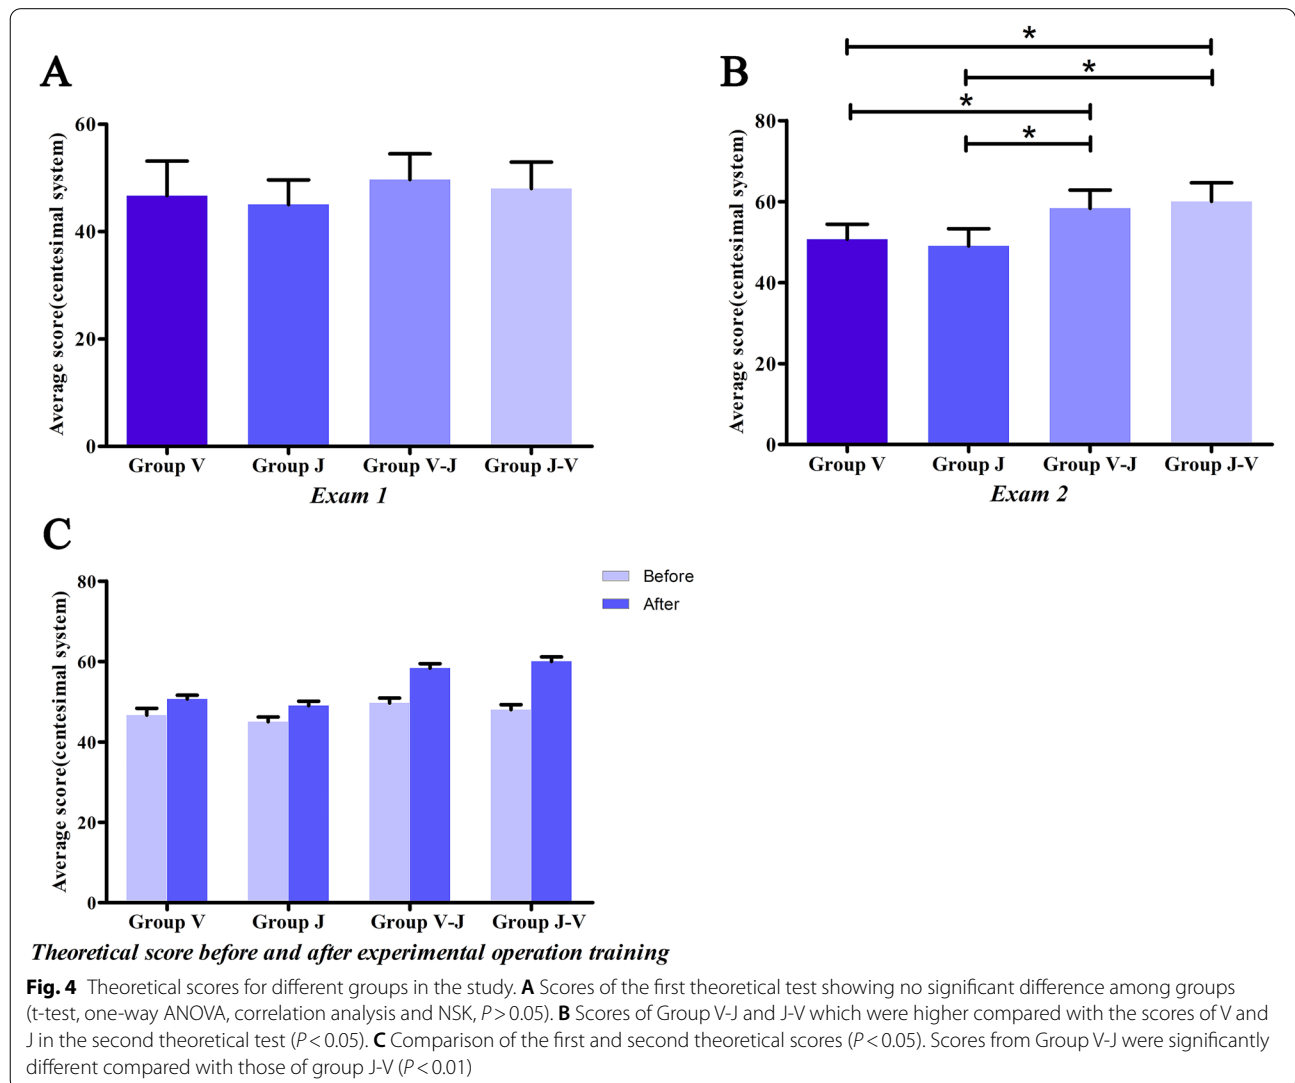 A
Average score(centesimal system)
60
40
20
0
Group V
Group J
Group V-J
Group J-V
Exam 1
B
*
*
*
*
Average score(centesimal system)
80
60
40
20
0
Group V
Group J
Group V-J
Group J-V
Exam 2
C
Average score(centesimal system)
80
60
40
20
0
Before
After
Group V
Group J
Group V-J
Group J-V
Theoretical score before and after experimental operation training
Fig. 4 Theoretical scores for different groups in the study. A Scores of the first theoretical test showing no significant difference among groups
(t-test, one-way ANOVA, correlation analysis and NSK, P > 0.05). B Scores of Group V-J and J-V which were higher compared with the scores of V and
J in the second theoretical test (P < 0.05). C Comparison of the first and second theoretical scores (P < 0.05). Scores from Group V-J were significantly
different compared with those of group J-V (P < 0.01)